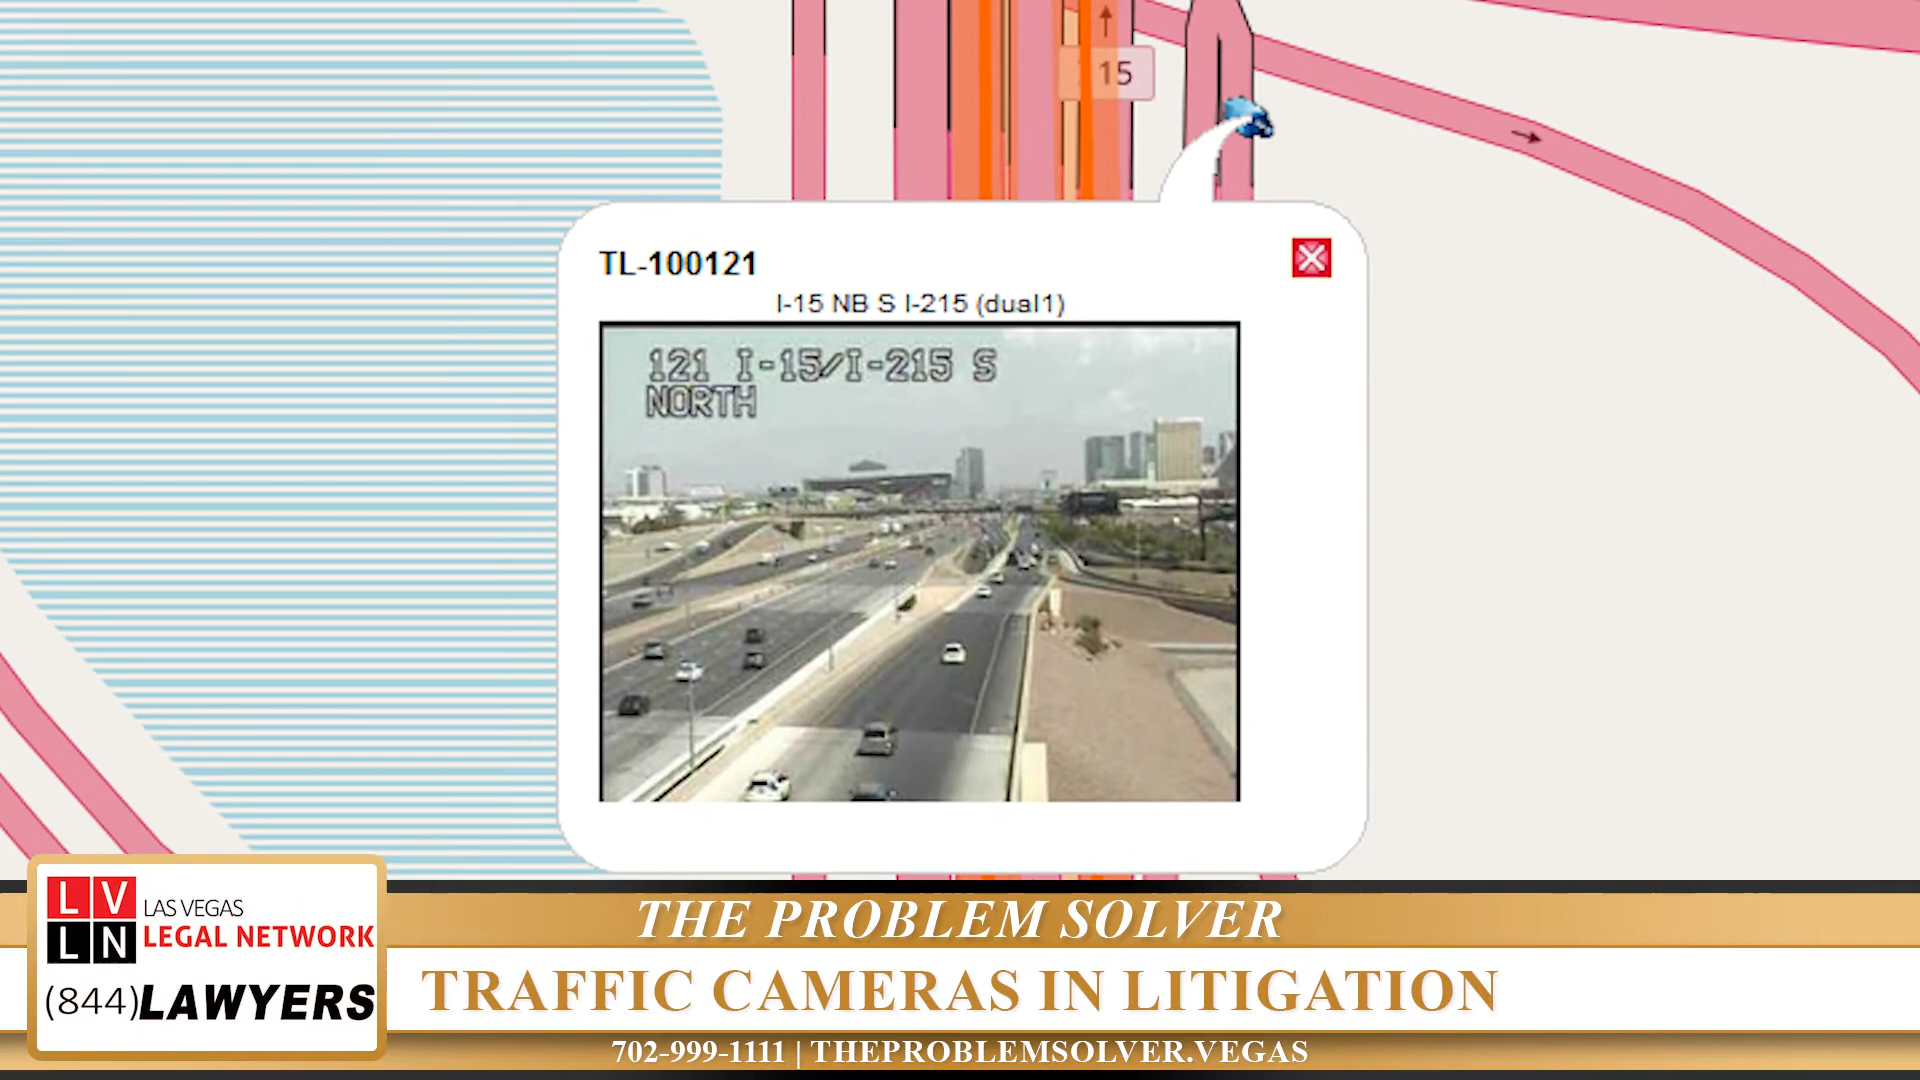 15
TL-100121
I-15 NB S I-215 (dual1)
121 I-15/I-215 S
NORTH
THE PROBLEM SOLVER
LV
LN
LAS VEGAS
LEGAL NETWORK
(844)LAWYERS
TRAFFIC CAMERAS IN LITIGATION
702-999-1111 | THEPROBLEMSOLVER.VEGAS